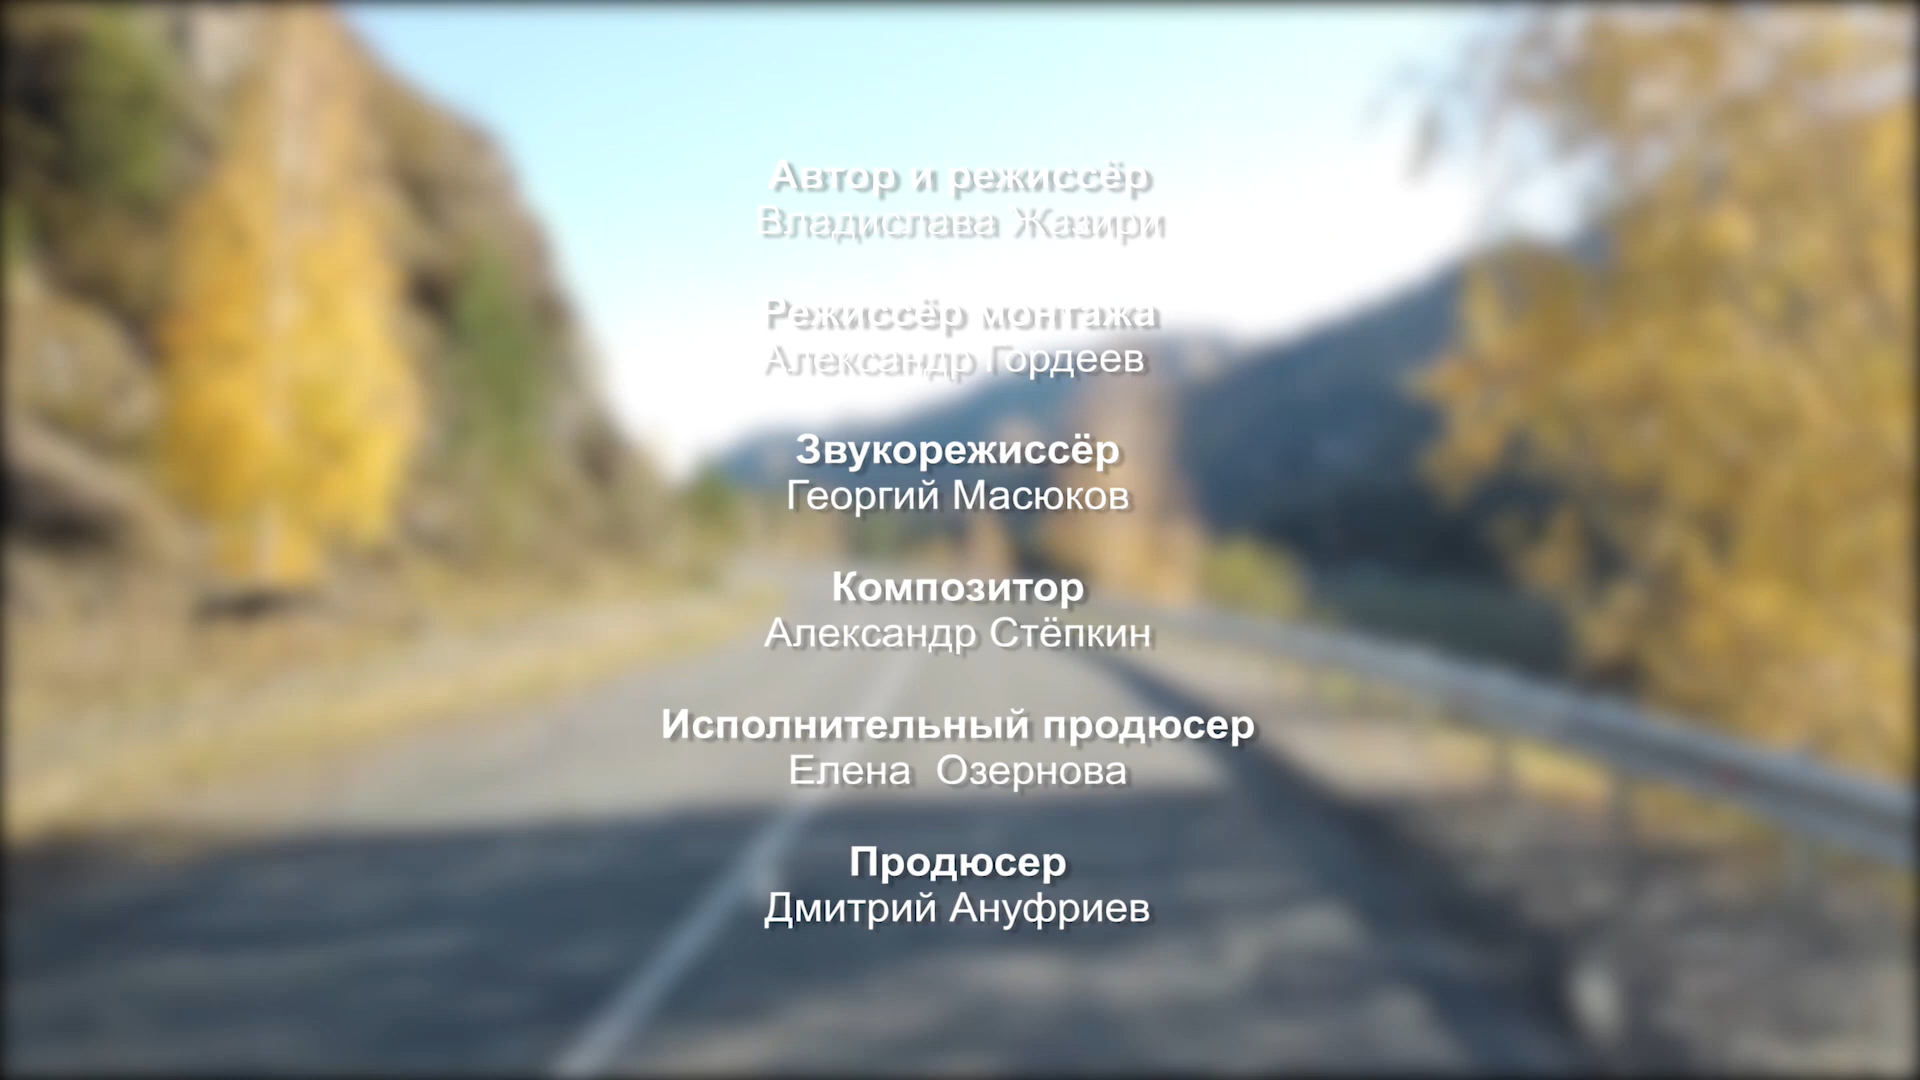 Автор и режиссёр
Владислава Жазири
Режиссёр монтажа
Александр Гордеев
Звукорежиссёр
Георгий Масюков
Композитор
Александр Стёпкин
Исполнительный продюсер
Елена Озернова
Продюсер
Дмитрий Ануфриев